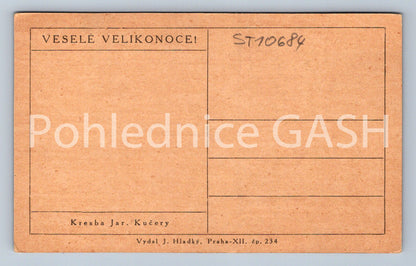 VESELÉ VELIKONOCE!
ST10684
Pohlednice GASH
Kresba Jar. Kučery
Vydal J. Hladký, Praha-XII. čp. 234